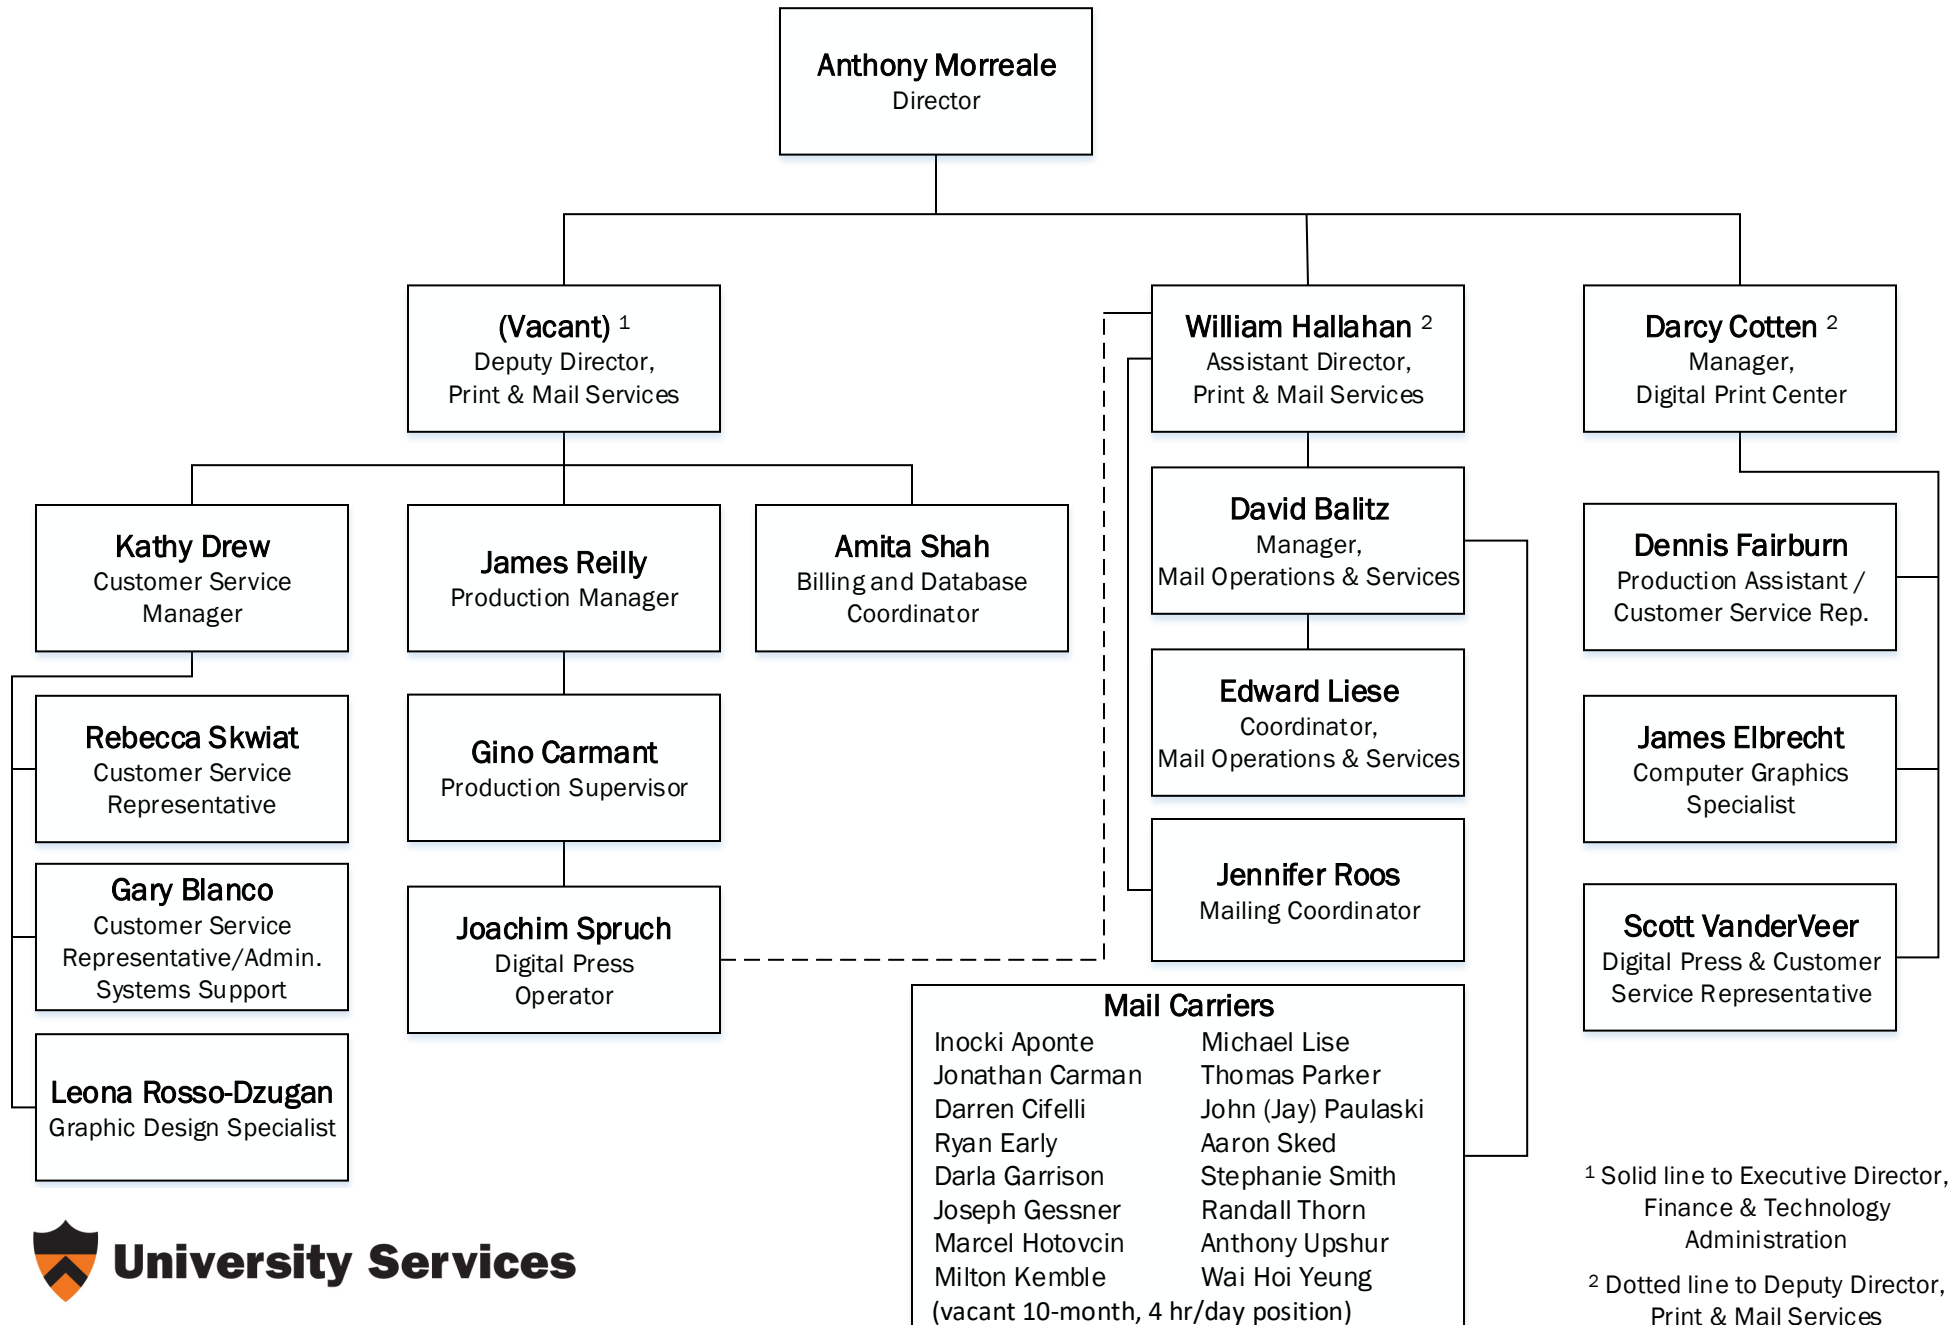 Anthony Morreale
Director
(Vacant) ¹
Deputy Director,
Print & Mail Services
William Hallahan ²
Assistant Director,
Print & Mail Services
Darcy Cotten ²
Manager,
Digital Print Center
Kathy Drew
Customer Service
Manager
James Reilly
Production Manager
Amita Shah
Billing and Database
Coordinator
David Balitz
Manager,
Mail Operations & Services
Dennis Fairburn
Production Assistant /
Customer Service Rep.
Rebecca Skwiat
Customer Service
Representative
Gino Carmant
Production Supervisor
Edward Liese
Coordinator,
Mail Operations & Services
James Elbrecht
Computer Graphics
Specialist
Gary Blanco
Customer Service
Representative/Admin.
Systems Support
Joachim Spruch
Digital Press
Operator
Jennifer Roos
Mailing Coordinator
Scott VanderVeer
Digital Press & Customer
Service Representative
Leona Rosso-Dzugan
Graphic Design Specialist
Mail Carriers
Inocki Aponte
Jonathan Carman
Darren Cifelli
Ryan Early
Darla Garrison
Joseph Gessner
Marcel Hotovcin
Milton Kemble
Michael Lise
Thomas Parker
John (Jay) Paulaski
Aaron Sked
Stephanie Smith
Randall Thorn
Anthony Upshur
Wai Hoi Yeung
(vacant 10-month, 4 hr/day position)
¹ Solid line to Executive Director,
Finance & Technology
Administration
² Dotted line to Deputy Director,
Print & Mail Services
University Services